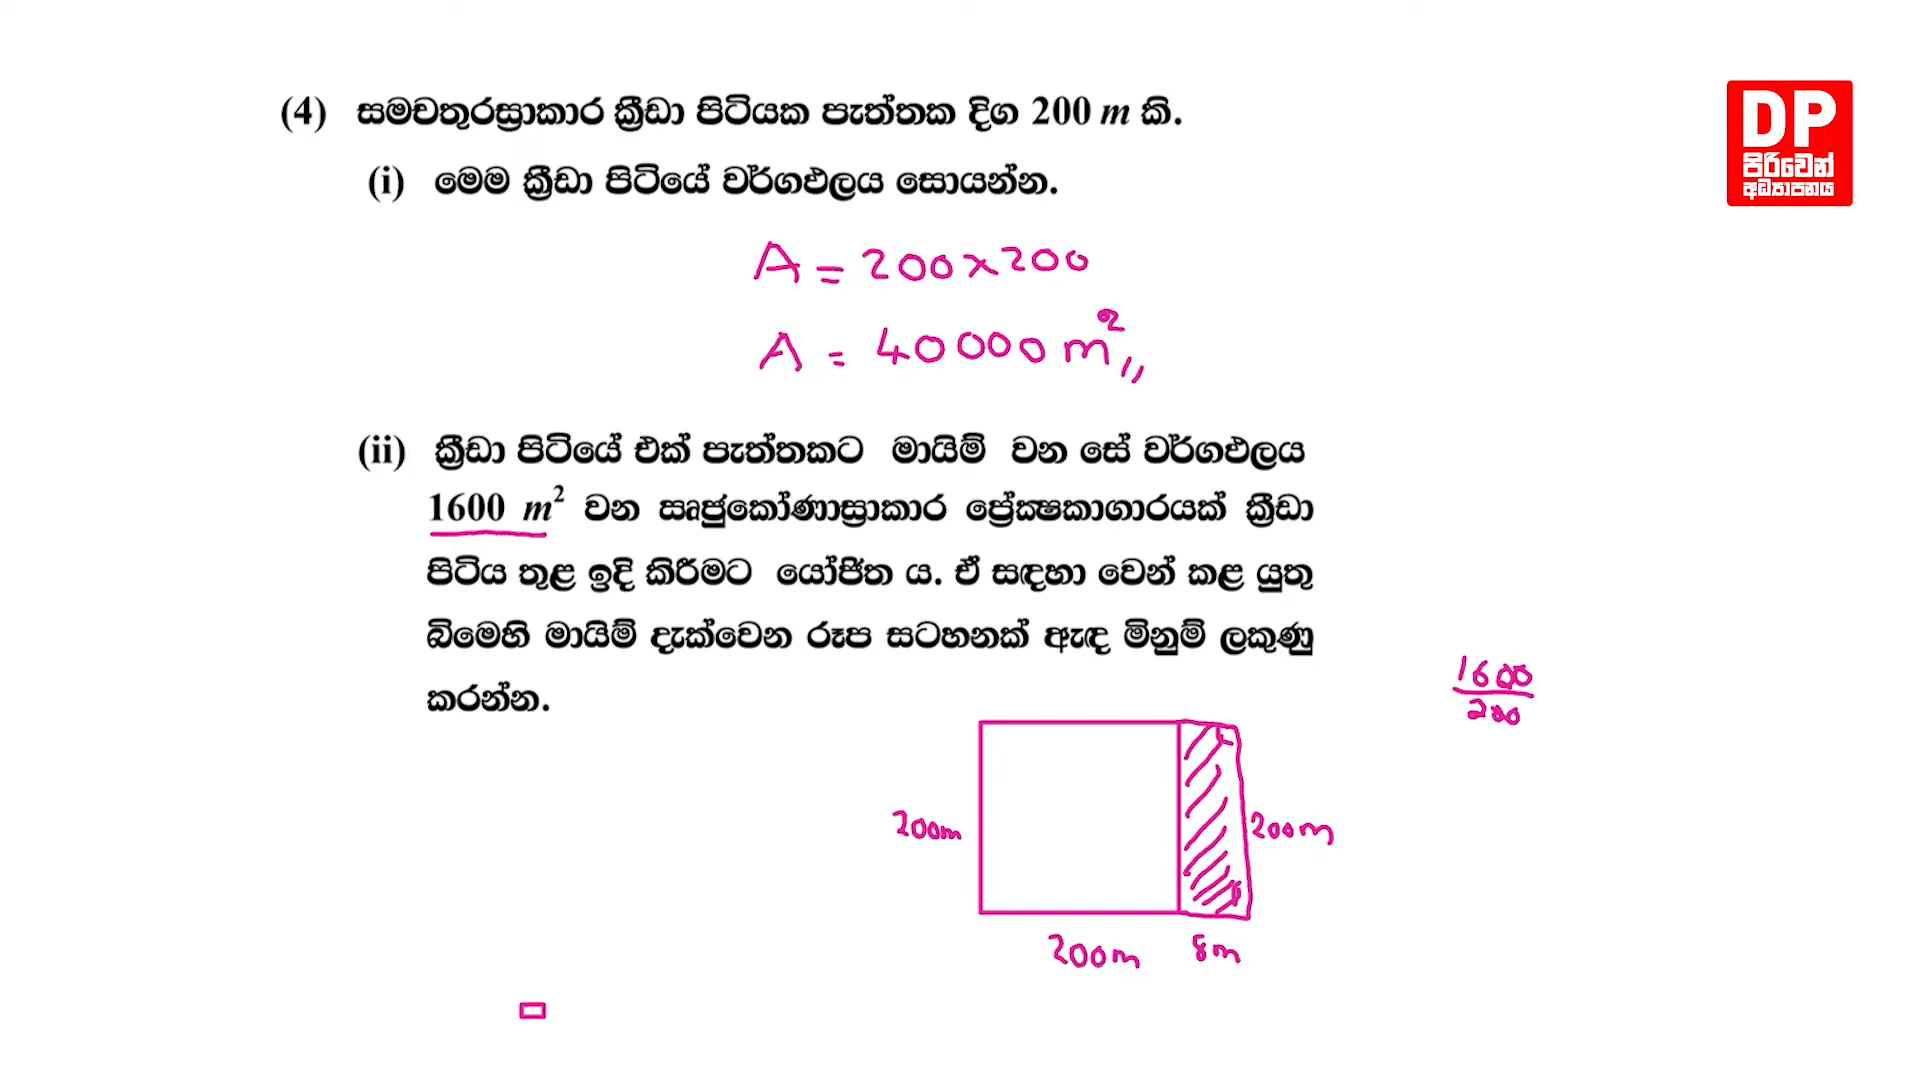 DP
පිරිවෙන්
අධ්‍යාපනය
(4) සමචතුරස්‍රාකාර ක්‍රීඩා පිටියක පැත්තක දිග 200 m කි.
(i) මෙම ක්‍රීඩා පිටියේ වර්ගඵලය සොයන්න.
A = 200 x 200
A = 40000 m²
(ii) ක්‍රීඩා පිටියේ එක් පැත්තකට මායිම් වන සේ වර්ගඵලය
1600 m² වන ඍජුකෝණාස්‍රාකාර ප්‍රේක්‍ෂකාගාරයක් ක්‍රීඩා
පිටිය තුළ ඉදි කිරීමට යෝජිත ය. ඒ සඳහා වෙන් කළ යුතු
බිමෙහි මායිම් දැක්වෙන රූප සටහනක් ඇඳ මිනුම් ලකුණු
කරන්න.
1600
200
200m
200m
200m
8m